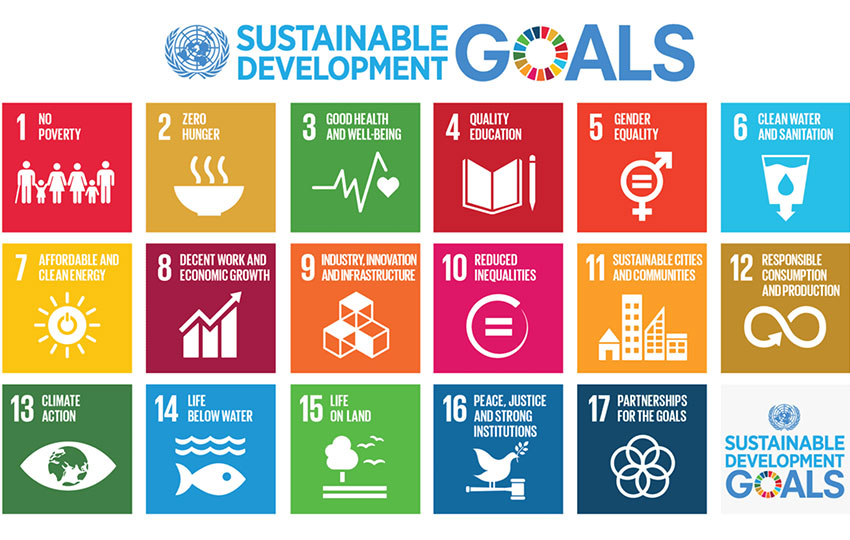 SUSTAINABLE
DEVELOPMENT
GOALS
1 NO
POVERTY
2 ZERO
HUNGER
3 GOOD HEALTH
AND WELL-BEING
4 QUALITY
EDUCATION
5 GENDER
EQUALITY
6 CLEAN WATER
AND SANITATION
7 AFFORDABLE AND
CLEAN ENERGY
8 DECENT WORK AND
ECONOMIC GROWTH
9 INDUSTRY, INNOVATION
AND INFRASTRUCTURE
10 REDUCED
INEQUALITIES
11 SUSTAINABLE CITIES
AND COMMUNITIES
12 RESPONSIBLE
CONSUMPTION
AND PRODUCTION
13 CLIMATE
ACTION
14 LIFE
BELOW WATER
15 LIFE
ON LAND
16 PEACE, JUSTICE
AND STRONG
INSTITUTIONS
17 PARTNERSHIPS
FOR THE GOALS
SUSTAINABLE
DEVELOPMENT
GOALS